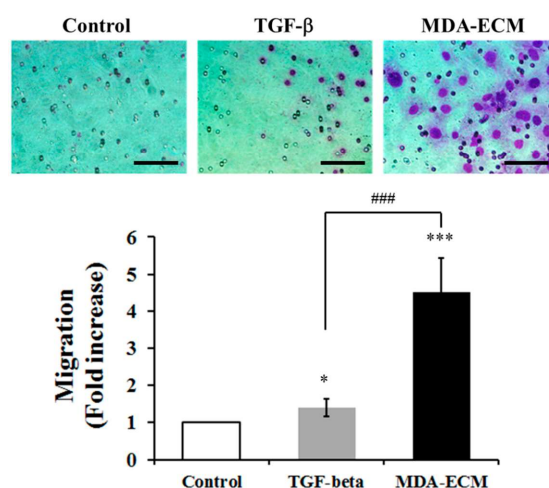 Control TGF-β MDA-ECM
###
***
*
Migration
(Fold increase)
6
5
4
3
2
1
0
Control TGF-beta MDA-ECM